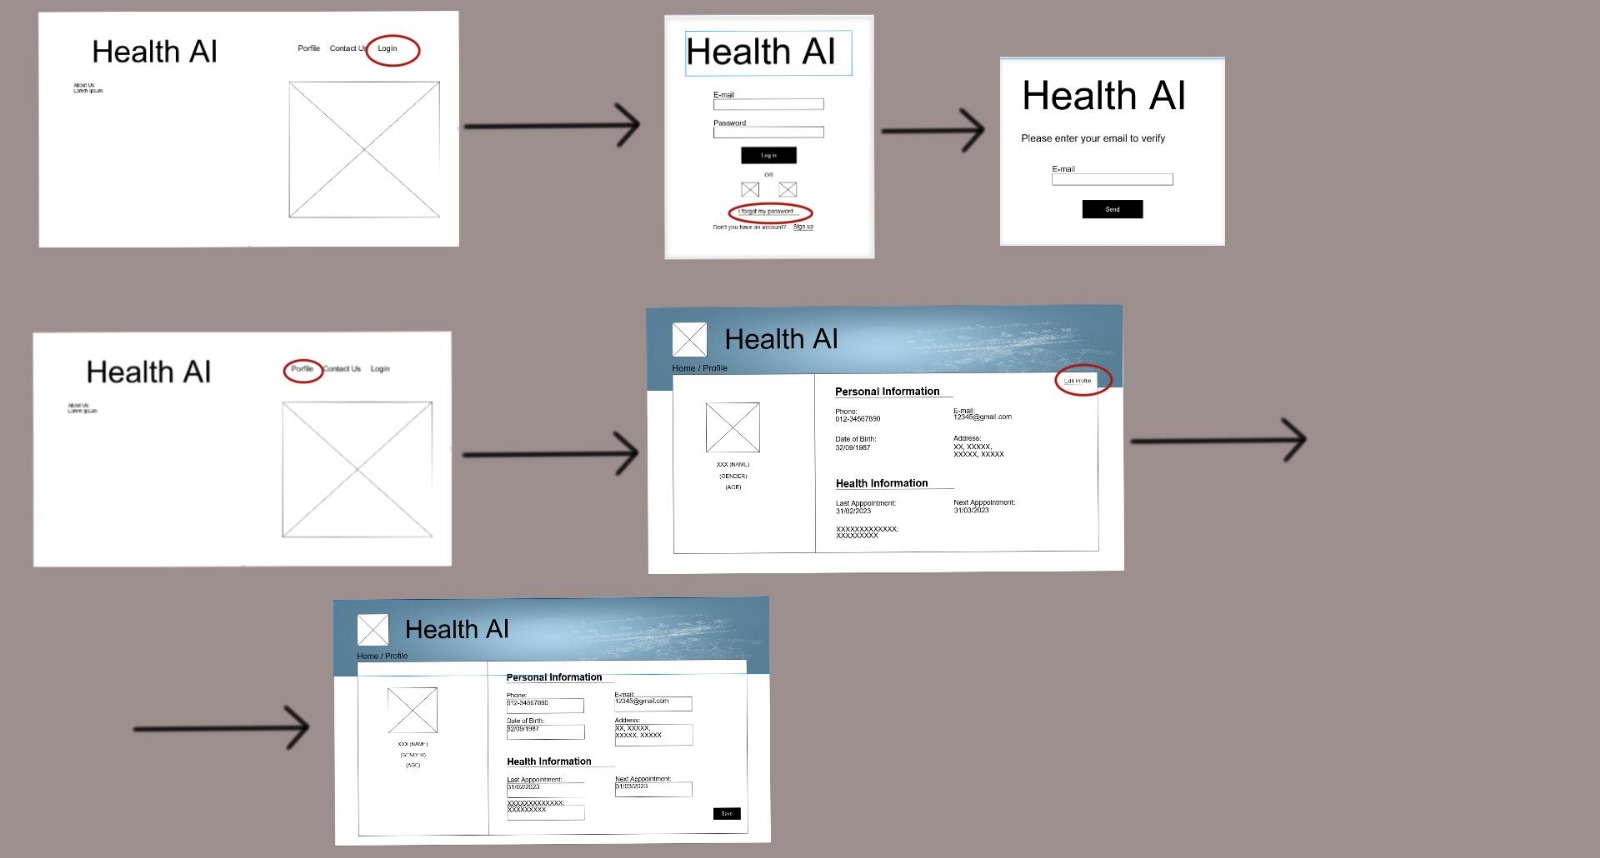 Health AI
Porfile Contact Us Login
About Us:
Lorem Ipsum
Health AI
E-mail
Password
Log in
OR
I forgot my password
Don't you have an account? Sign up
Health AI
Please enter your email to verify
E-mail
Send
Health AI
Porfile Contact Us Login
About Us:
Lorem Ipsum
Health AI
Home / Profile
Edit Profile
XXX (NAME)
(GENDER)
(AGE)
Personal Information
Phone: E-mail:
012-34567890 12345@gmail.com
Date of Birth: Address:
32/09/1987 XX, XXXXX,
XXXXX, XXXXX
Health Information
Last Apppointment: Next Apppointment:
31/02/2023 31/03/2023
XXXXXXXXXXXXX:
XXXXXXXXX
Health AI
Home / Profile
XXX (NAME)
(GENDER)
(AGE)
Personal Information
Phone: E-mail:
012-34567890 12345@gmail.com
Date of Birth: Address:
32/09/1987 XX, XXXXX,
XXXXX, XXXXX
Health Information
Last Apppointment: Next Apppointment:
31/02/2023 31/03/2023
XXXXXXXXXXXXX:
XXXXXXXXX
Save